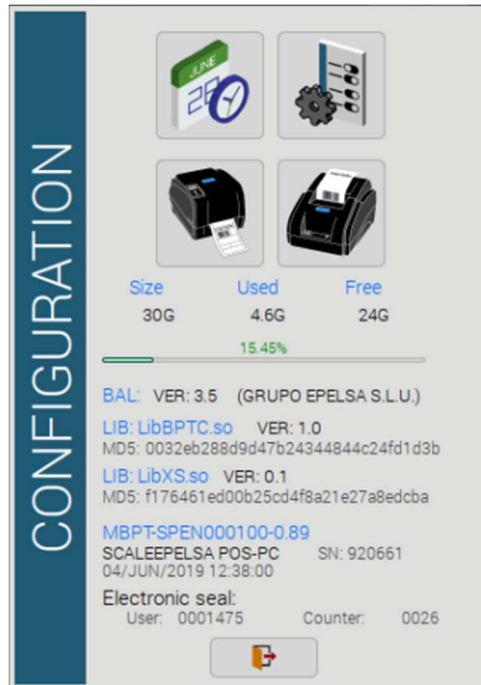 CONFIGURATION
JUNE
28
Size Used Free
30G 4.6G 24G
15.45%
BAL: VER: 3.5 (GRUPO EPELSA S.L.U.)
LIB: LibBPTC.so VER: 1.0
MD5: 0032eb288d9d47b24344844c24fd1d3b
LIB: LibXS.so VER: 0.1
MD5: f176461ed00b25cd4f8a21e27a8edcba
MBPT-SPEN000100-0.89
SCALEEPELSA POS-PC SN: 920661
04/JUN/2019 12:38:00
Electronic seal:
User: 0001475 Counter: 0026